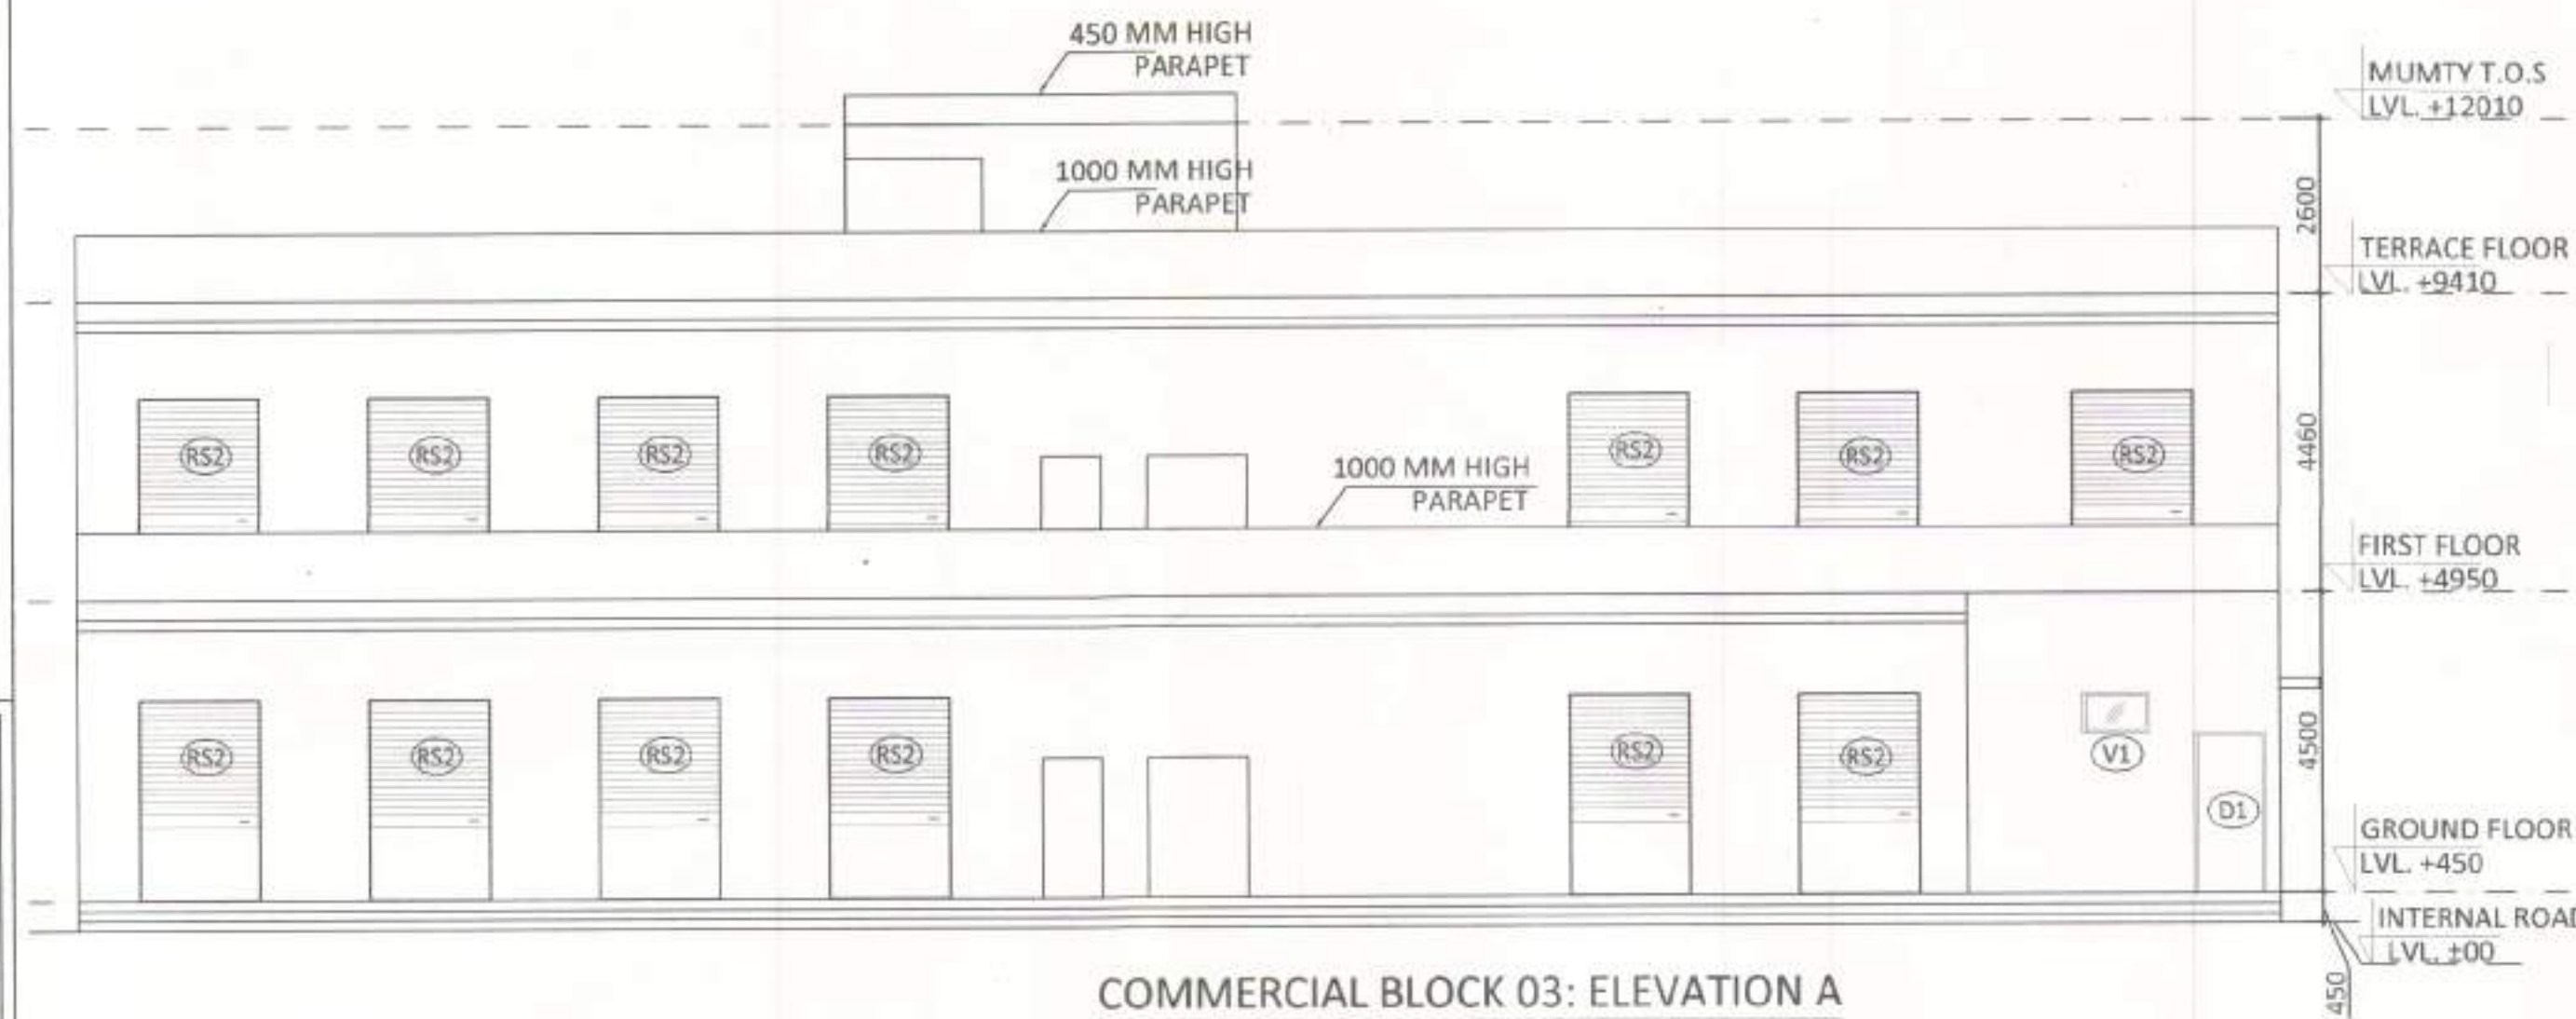 450 MM HIGH
PARAPET
MUMTY T.O.S
LVL. +12010
1000 MM HIGH
PARAPET
2600
TERRACE FLOOR
LVL. +9410
RS2
RS2
RS2
RS2
RS2
RS2
RS2
4460
1000 MM HIGH
PARAPET
FIRST FLOOR
LVL. +4950
RS2
RS2
RS2
RS2
RS2
RS2
V1
4500
D1
GROUND FLOOR
LVL. +450
INTERNAL ROAD
LVL. ±00
450
COMMERCIAL BLOCK 03: ELEVATION A